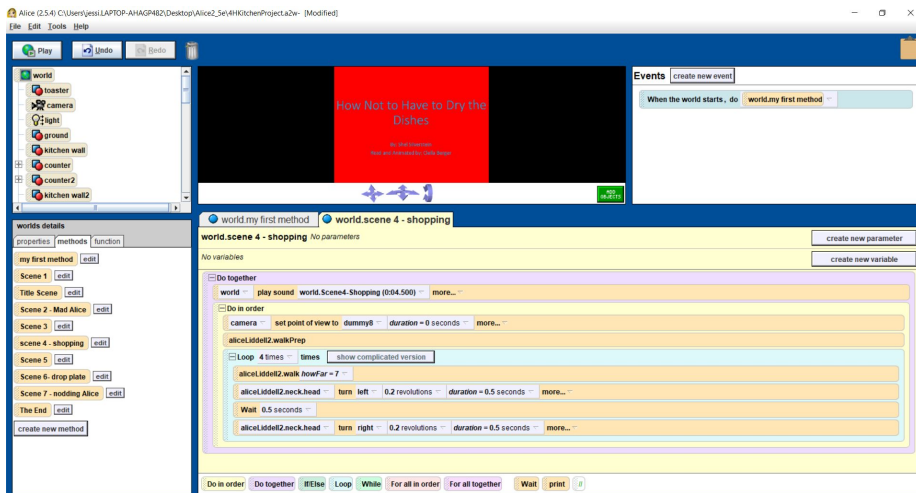 Alice (2.5.4) C:\Users\jessi.LAPTOP-AHAGP482\Desktop\Alice2_5e\4HKitchenProject.a2w- [Modified]
File Edit Tools Help
Play Undo Redo
world
toaster
camera
light
ground
kitchen wall
counter
counter2
kitchen wall2
How Not to Have to Dry the
Dishes
By: Shel Silverstein
ADD
OBJECTS
Events create new event
When the world starts, do world.my first method
worlds details
properties methods function
my first method edit
Scene 1 edit
Title Scene edit
Scene 2 - Mad Alice edit
Scene 3 edit
scene 4 - shopping edit
Scene 5 edit
Scene 6- drop plate edit
Scene 7 - nodding Alice edit
The End edit
create new method
world.my first method world.scene 4 - shopping
world.scene 4 - shopping No parameters create new parameter
No variables create new variable
Do together
world play sound world.Scene4-Shopping (0:04.500) more...
Do in order
camera set point of view to dummy8 duration = 0 seconds more...
aliceLiddell2.walkPrep
Loop 4 times times show complicated version
aliceLiddell2.walk howFar = 7
aliceLiddell2.neck.head turn left 0.2 revolutions duration = 0.5 seconds more...
Wait 0.5 seconds
aliceLiddell2.neck.head turn right 0.2 revolutions duration = 0.5 seconds more...
Do in order Do together If/Else Loop While For all in order For all together Wait print //